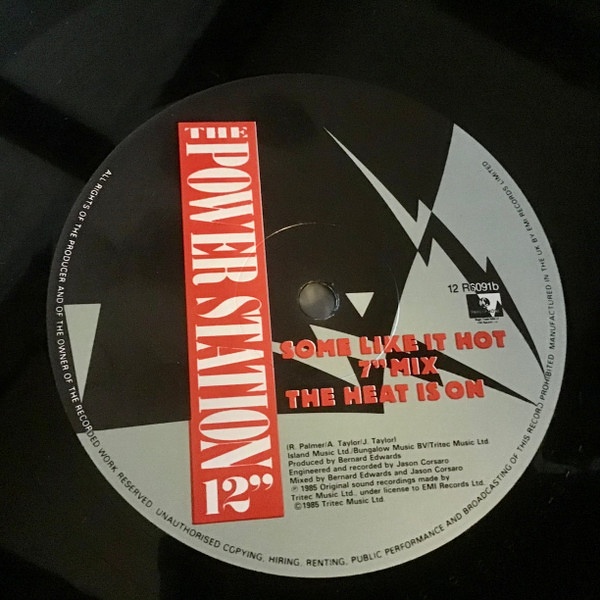 THE
POWER STATION
12"
12 R6091b
SOME LIKE IT HOT
7" MIX
THE HEAT IS ON
(R. Palmer/A. Taylor/J. Taylor)
Island Music Ltd./Bungalow Music BV/Tritec Music Ltd.
Produced by Bernard Edwards
Engineered and recorded by Jason Corsaro
Mixed by Bernard Edwards and Jason Corsaro
℗ 1985 Original sound recordings made by
Tritec Music Ltd., under license to EMI Records Ltd.
©1985 Tritec Music Ltd.
ALL RIGHTS OF THE PRODUCER AND OF THE OWNER OF THE RECORDED WORK RESERVED. UNAUTHORISED COPYING, HIRING, RENTING, PUBLIC PERFORMANCE AND BROADCASTING OF THIS RECORD PROHIBITED. MANUFACTURED IN THE U.K. BY EMI RECORDS LIMITED